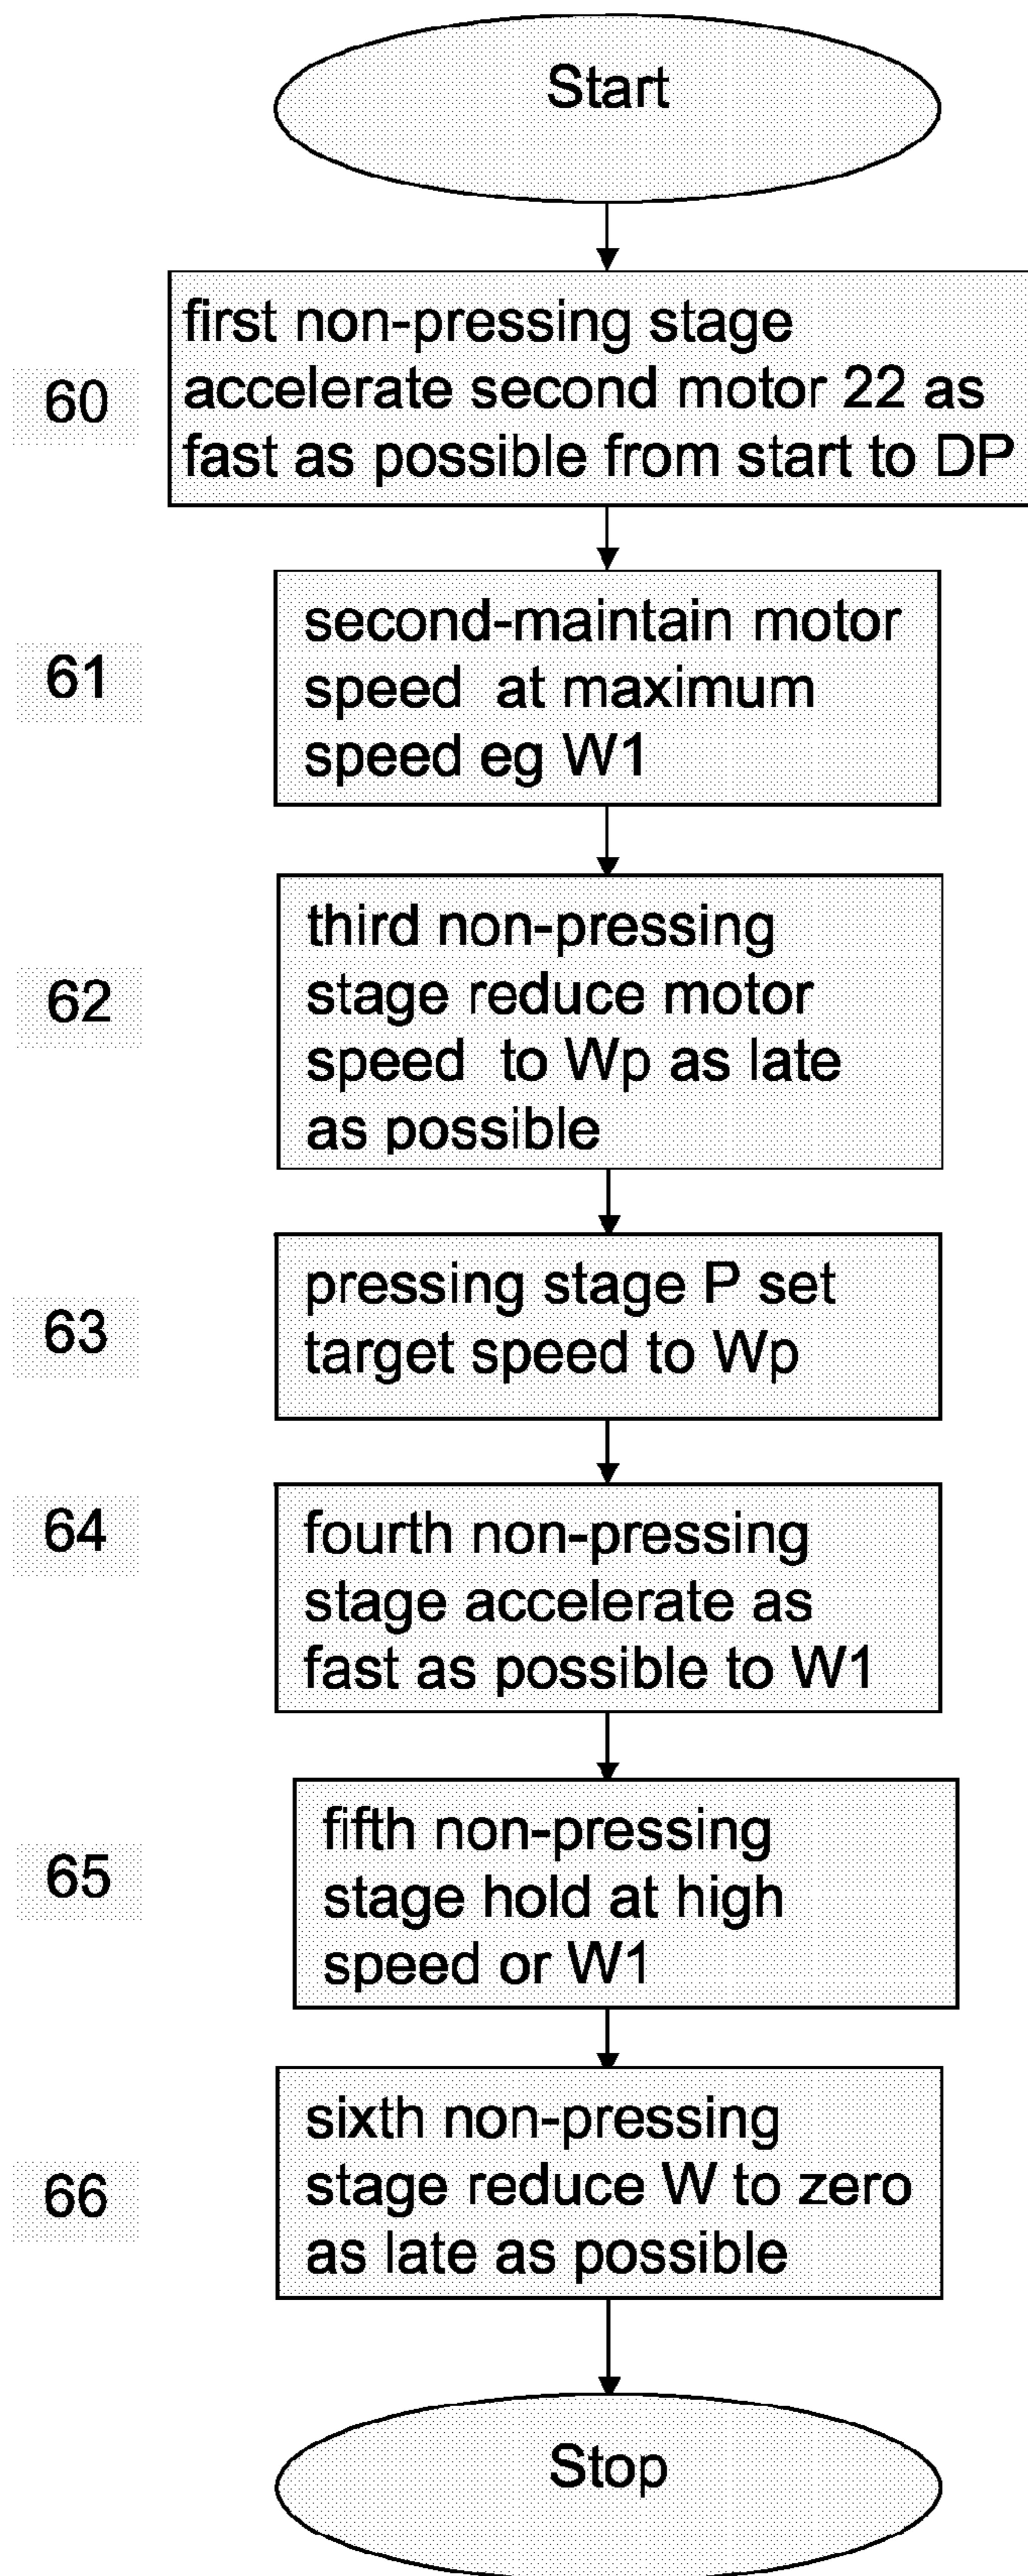 Start
60
first non-pressing stage
accelerate second motor 22 as
fast as possible from start to DP
61
second-maintain motor
speed at maximum
speed eg W1
62
third non-pressing
stage reduce motor
speed to Wp as late
as possible
63
pressing stage P set
target speed to Wp
64
fourth non-pressing
stage accelerate as
fast as possible to W1
65
fifth non-pressing
stage hold at high
speed or W1
66
sixth non-pressing
stage reduce W to zero
as late as possible
Stop